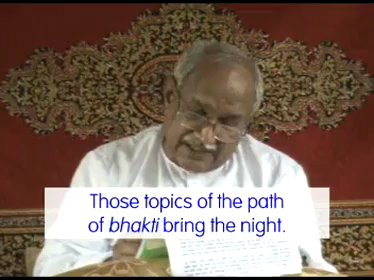 Those topics of the path
of bhakti bring the night.